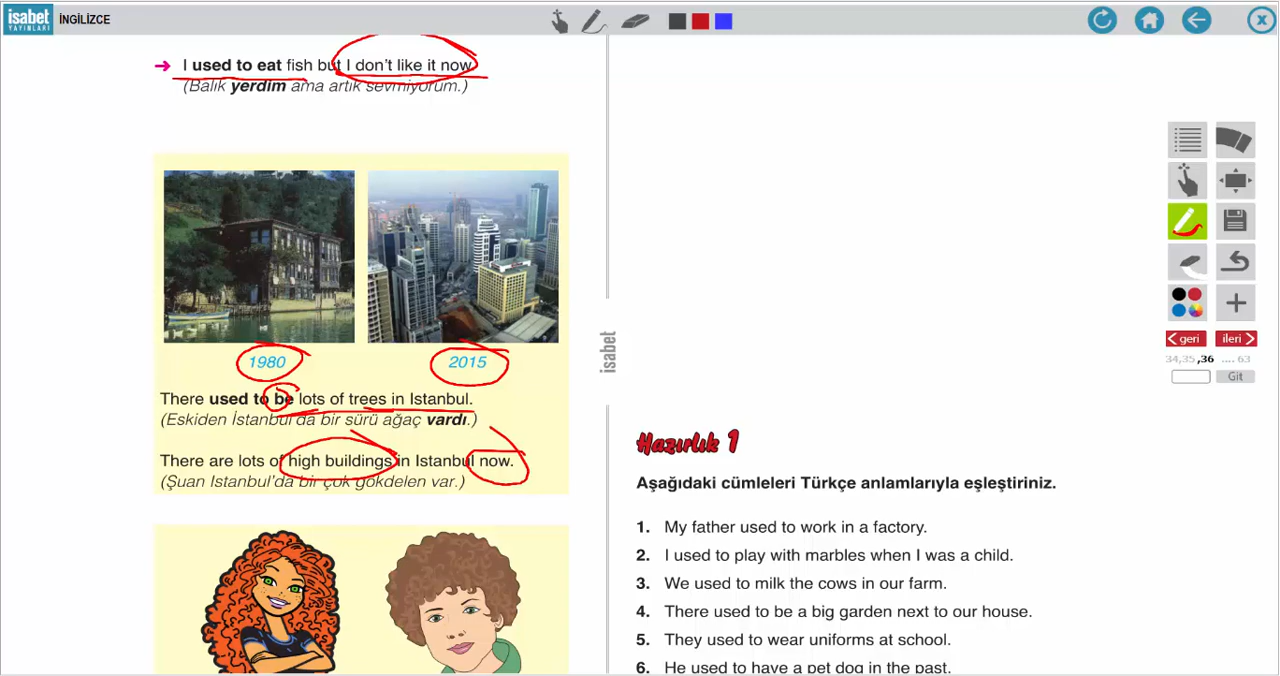 isabet
YAYINLARI
İNGİLİZCE
➜ I used to eat fish but I don't like it now.
(Balık yerdim ama artık sevmiyorum.)
1980
2015
There used to be lots of trees in Istanbul.
(Eskiden İstanbul'da bir sürü ağaç vardı.)
There are lots of high buildings in Istanbul now.
(Şuan Istanbul'da bir çok gökdelen var.)
isabet
Hazırlık 1
Aşağıdaki cümleleri Türkçe anlamlarıyla eşleştiriniz.
1. My father used to work in a factory.
2. I used to play with marbles when I was a child.
3. We used to milk the cows in our farm.
4. There used to be a big garden next to our house.
5. They used to wear uniforms at school.
6. He used to have a pet dog in the past.
geri
ileri
34,35,36 .... 63
Git